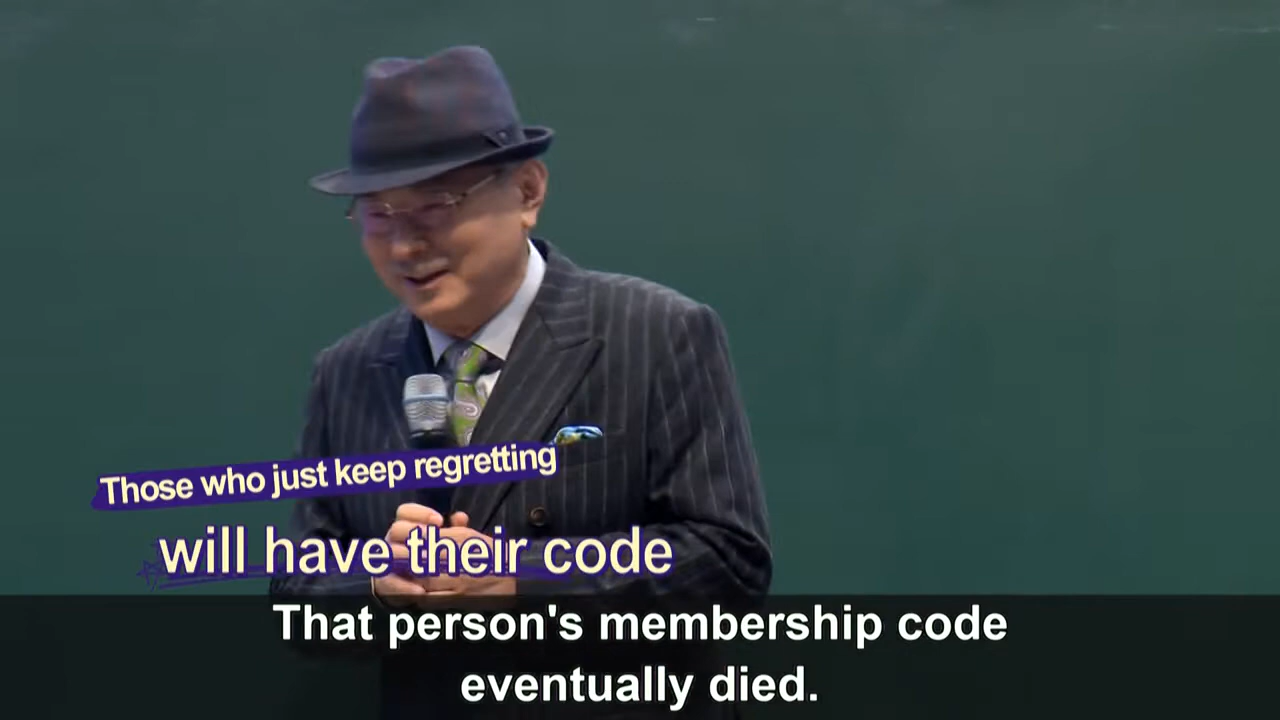 Those who just keep regretting
will have their code
That person's membership code
eventually died.